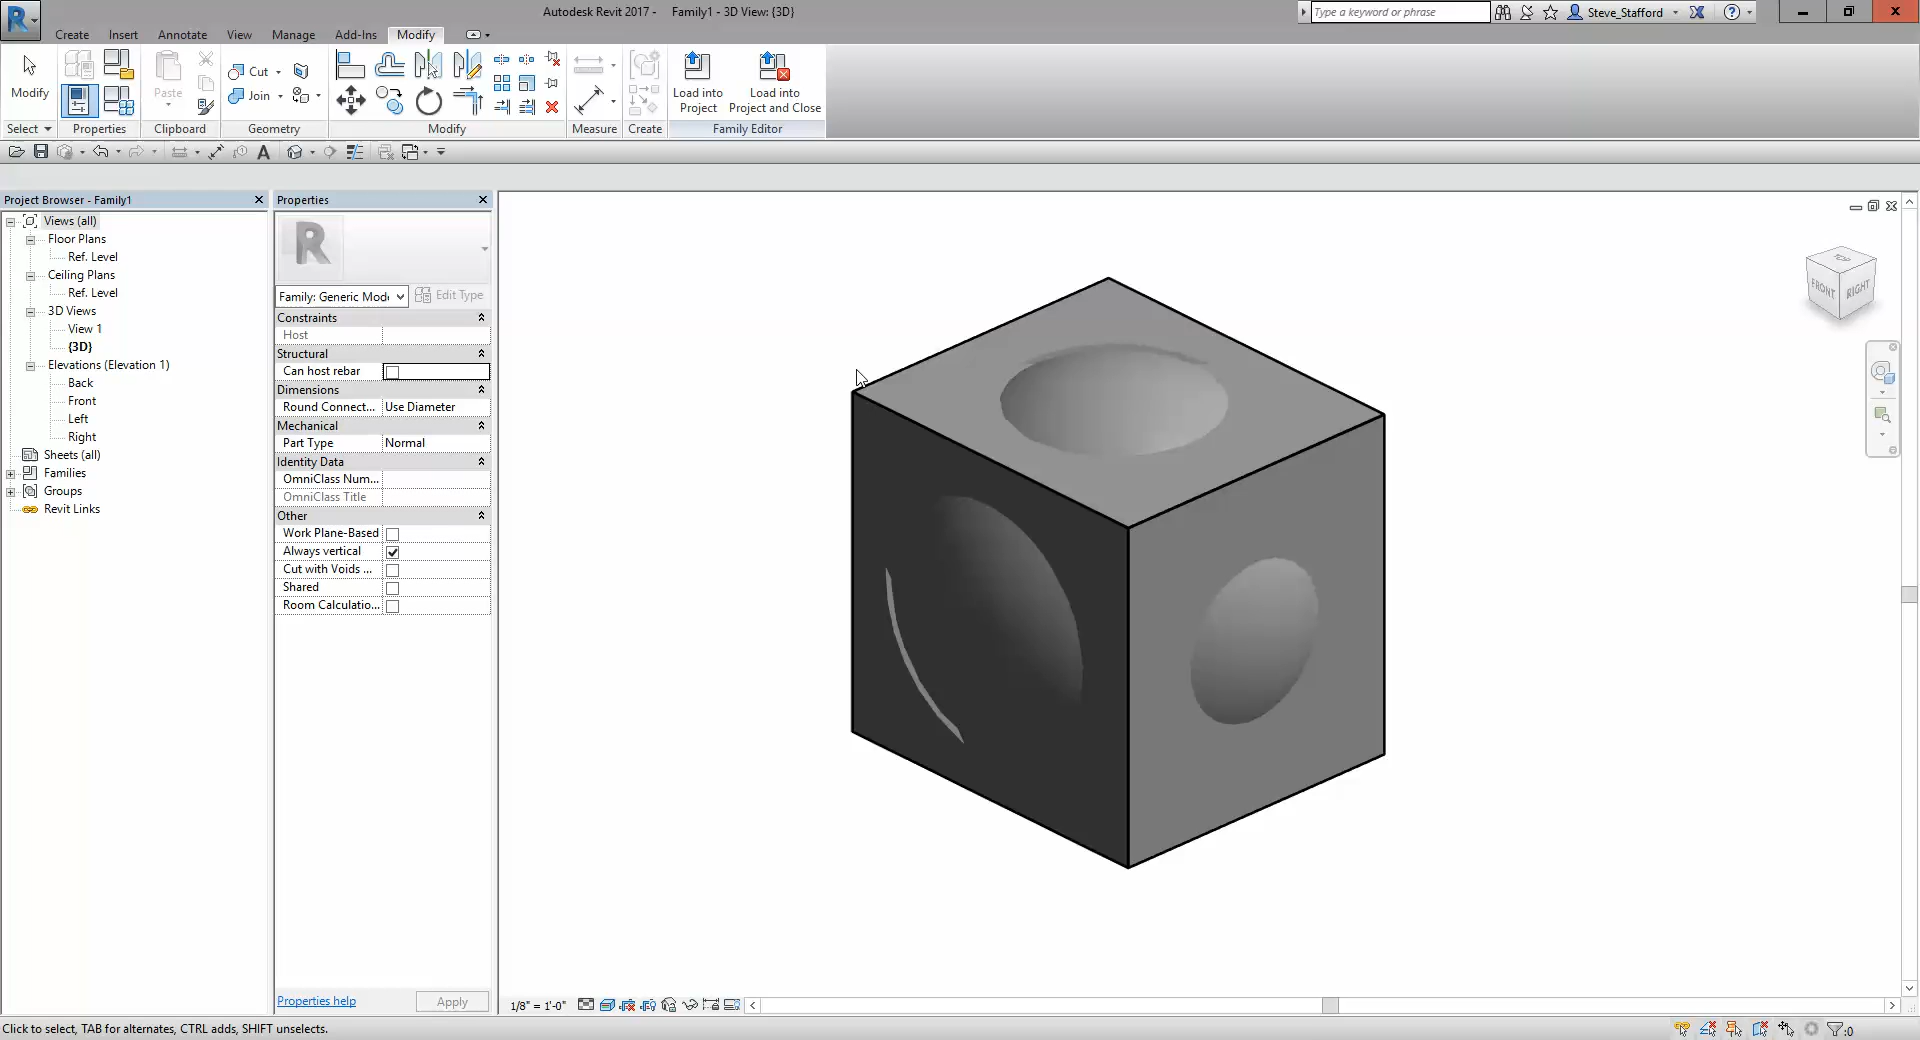 Autodesk Revit 2017 - Family1 - 3D View: {3D}
Type a keyword or phrase
Steve_Stafford
Create Insert Annotate View Manage Add-Ins Modify
Modify
Paste
Cut
Join
Load into Project
Load into Project and Close
Select Properties Clipboard Geometry Modify Measure Create Family Editor
Project Browser - Family1
Views (all)
Floor Plans
Ref. Level
Ceiling Plans
Ref. Level
3D Views
View 1
{3D}
Elevations (Elevation 1)
Back
Front
Left
Right
Sheets (all)
Families
Groups
Revit Links
Properties
R
Family: Generic Mode
Edit Type
Constraints
Host
Structural
Can host rebar
Dimensions
Round Connect... Use Diameter
Mechanical
Part Type Normal
Identity Data
OmniClass Num...
OmniClass Title
Other
Work Plane-Based
Always vertical
Cut with Voids ...
Shared
Room Calculatio...
Properties help
Apply
TOP
FRONT
RIGHT
1/8" = 1'-0"
Click to select, TAB for alternates, CTRL adds, SHIFT unselects.
:0